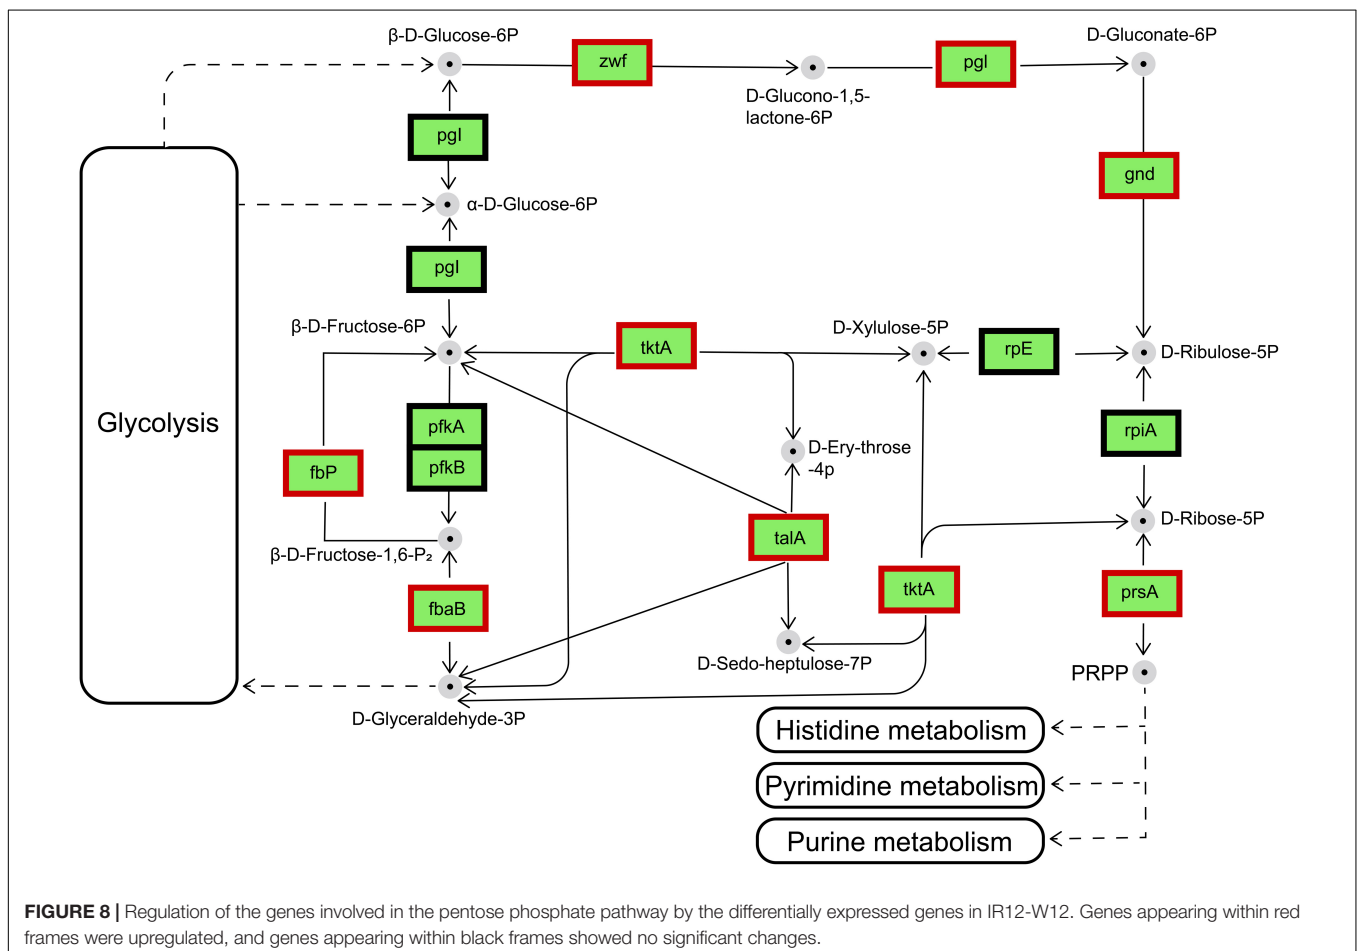 β-D-Glucose-6P
zwf
D-Glucono-1,5-
lactone-6P
pgl
D-Gluconate-6P
pgI
α-D-Glucose-6P
gnd
pgI
Glycolysis
β-D-Fructose-6P
tktA
D-Xylulose-5P
rpE
D-Ribulose-5P
pfkA
pfkB
fbP
D-Ery-throse
-4p
rpiA
β-D-Fructose-1,6-P₂
talA
D-Ribose-5P
fbaB
tktA
prsA
D-Sedo-heptulose-7P
PRPP
D-Glyceraldehyde-3P
Histidine metabolism
Pyrimidine metabolism
Purine metabolism
FIGURE 8 | Regulation of the genes involved in the pentose phosphate pathway by the differentially expressed genes in IR12-W12. Genes appearing within red
frames were upregulated, and genes appearing within black frames showed no significant changes.